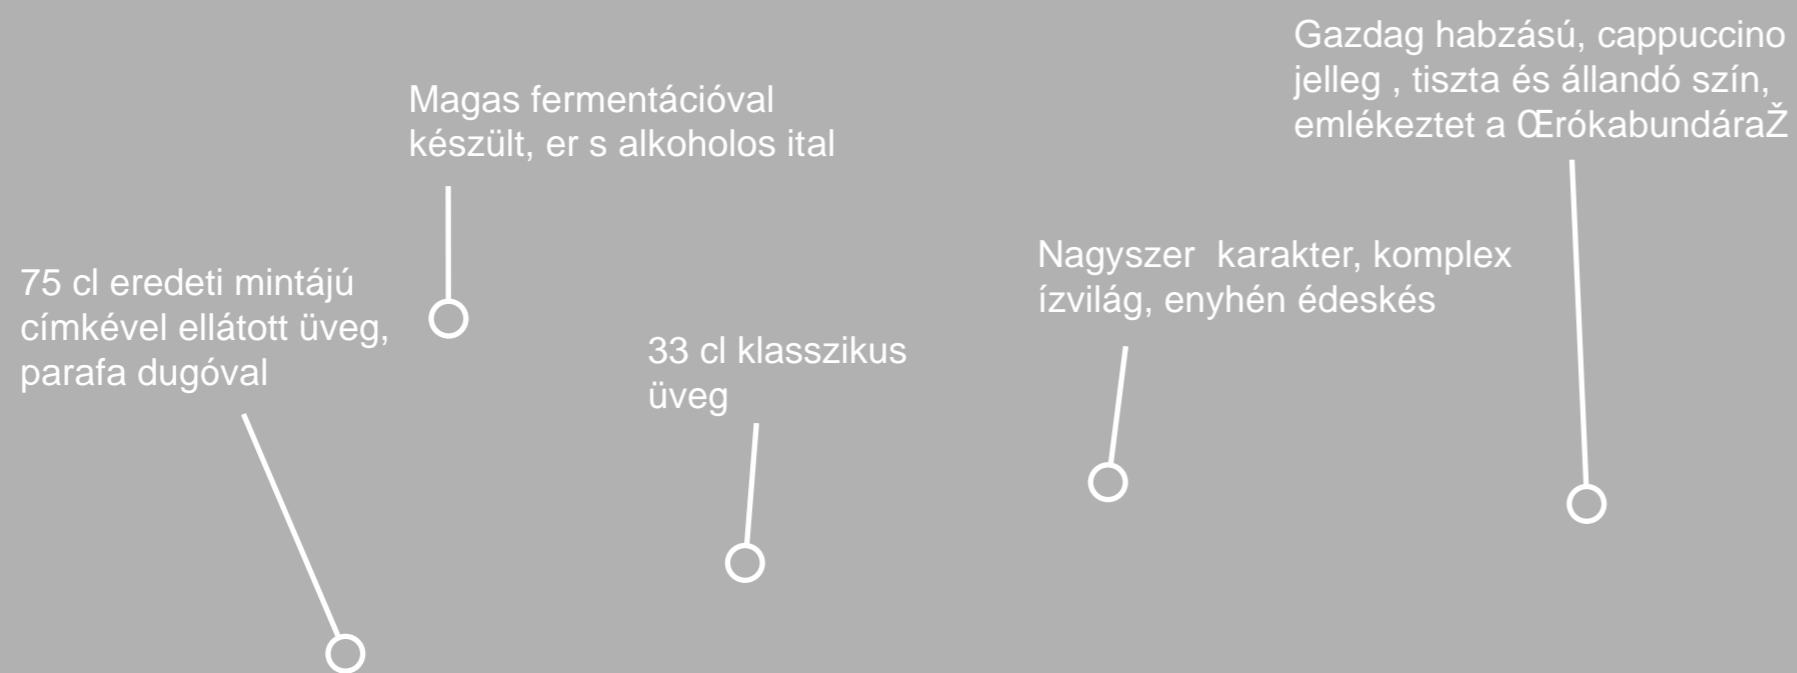 75 cl eredeti mintájú
címkével ellátott üveg,
parafa dugóval
Magas fermentációval
készült, er s alkoholos ital
33 cl klasszikus
üveg
Nagyszer  karakter, komplex
ízvilág, enyhén édeskés
Gazdag habzású, cappuccino
jelleg , tiszta és állandó szín,
emlékeztet a ŒrókabundáraŽ